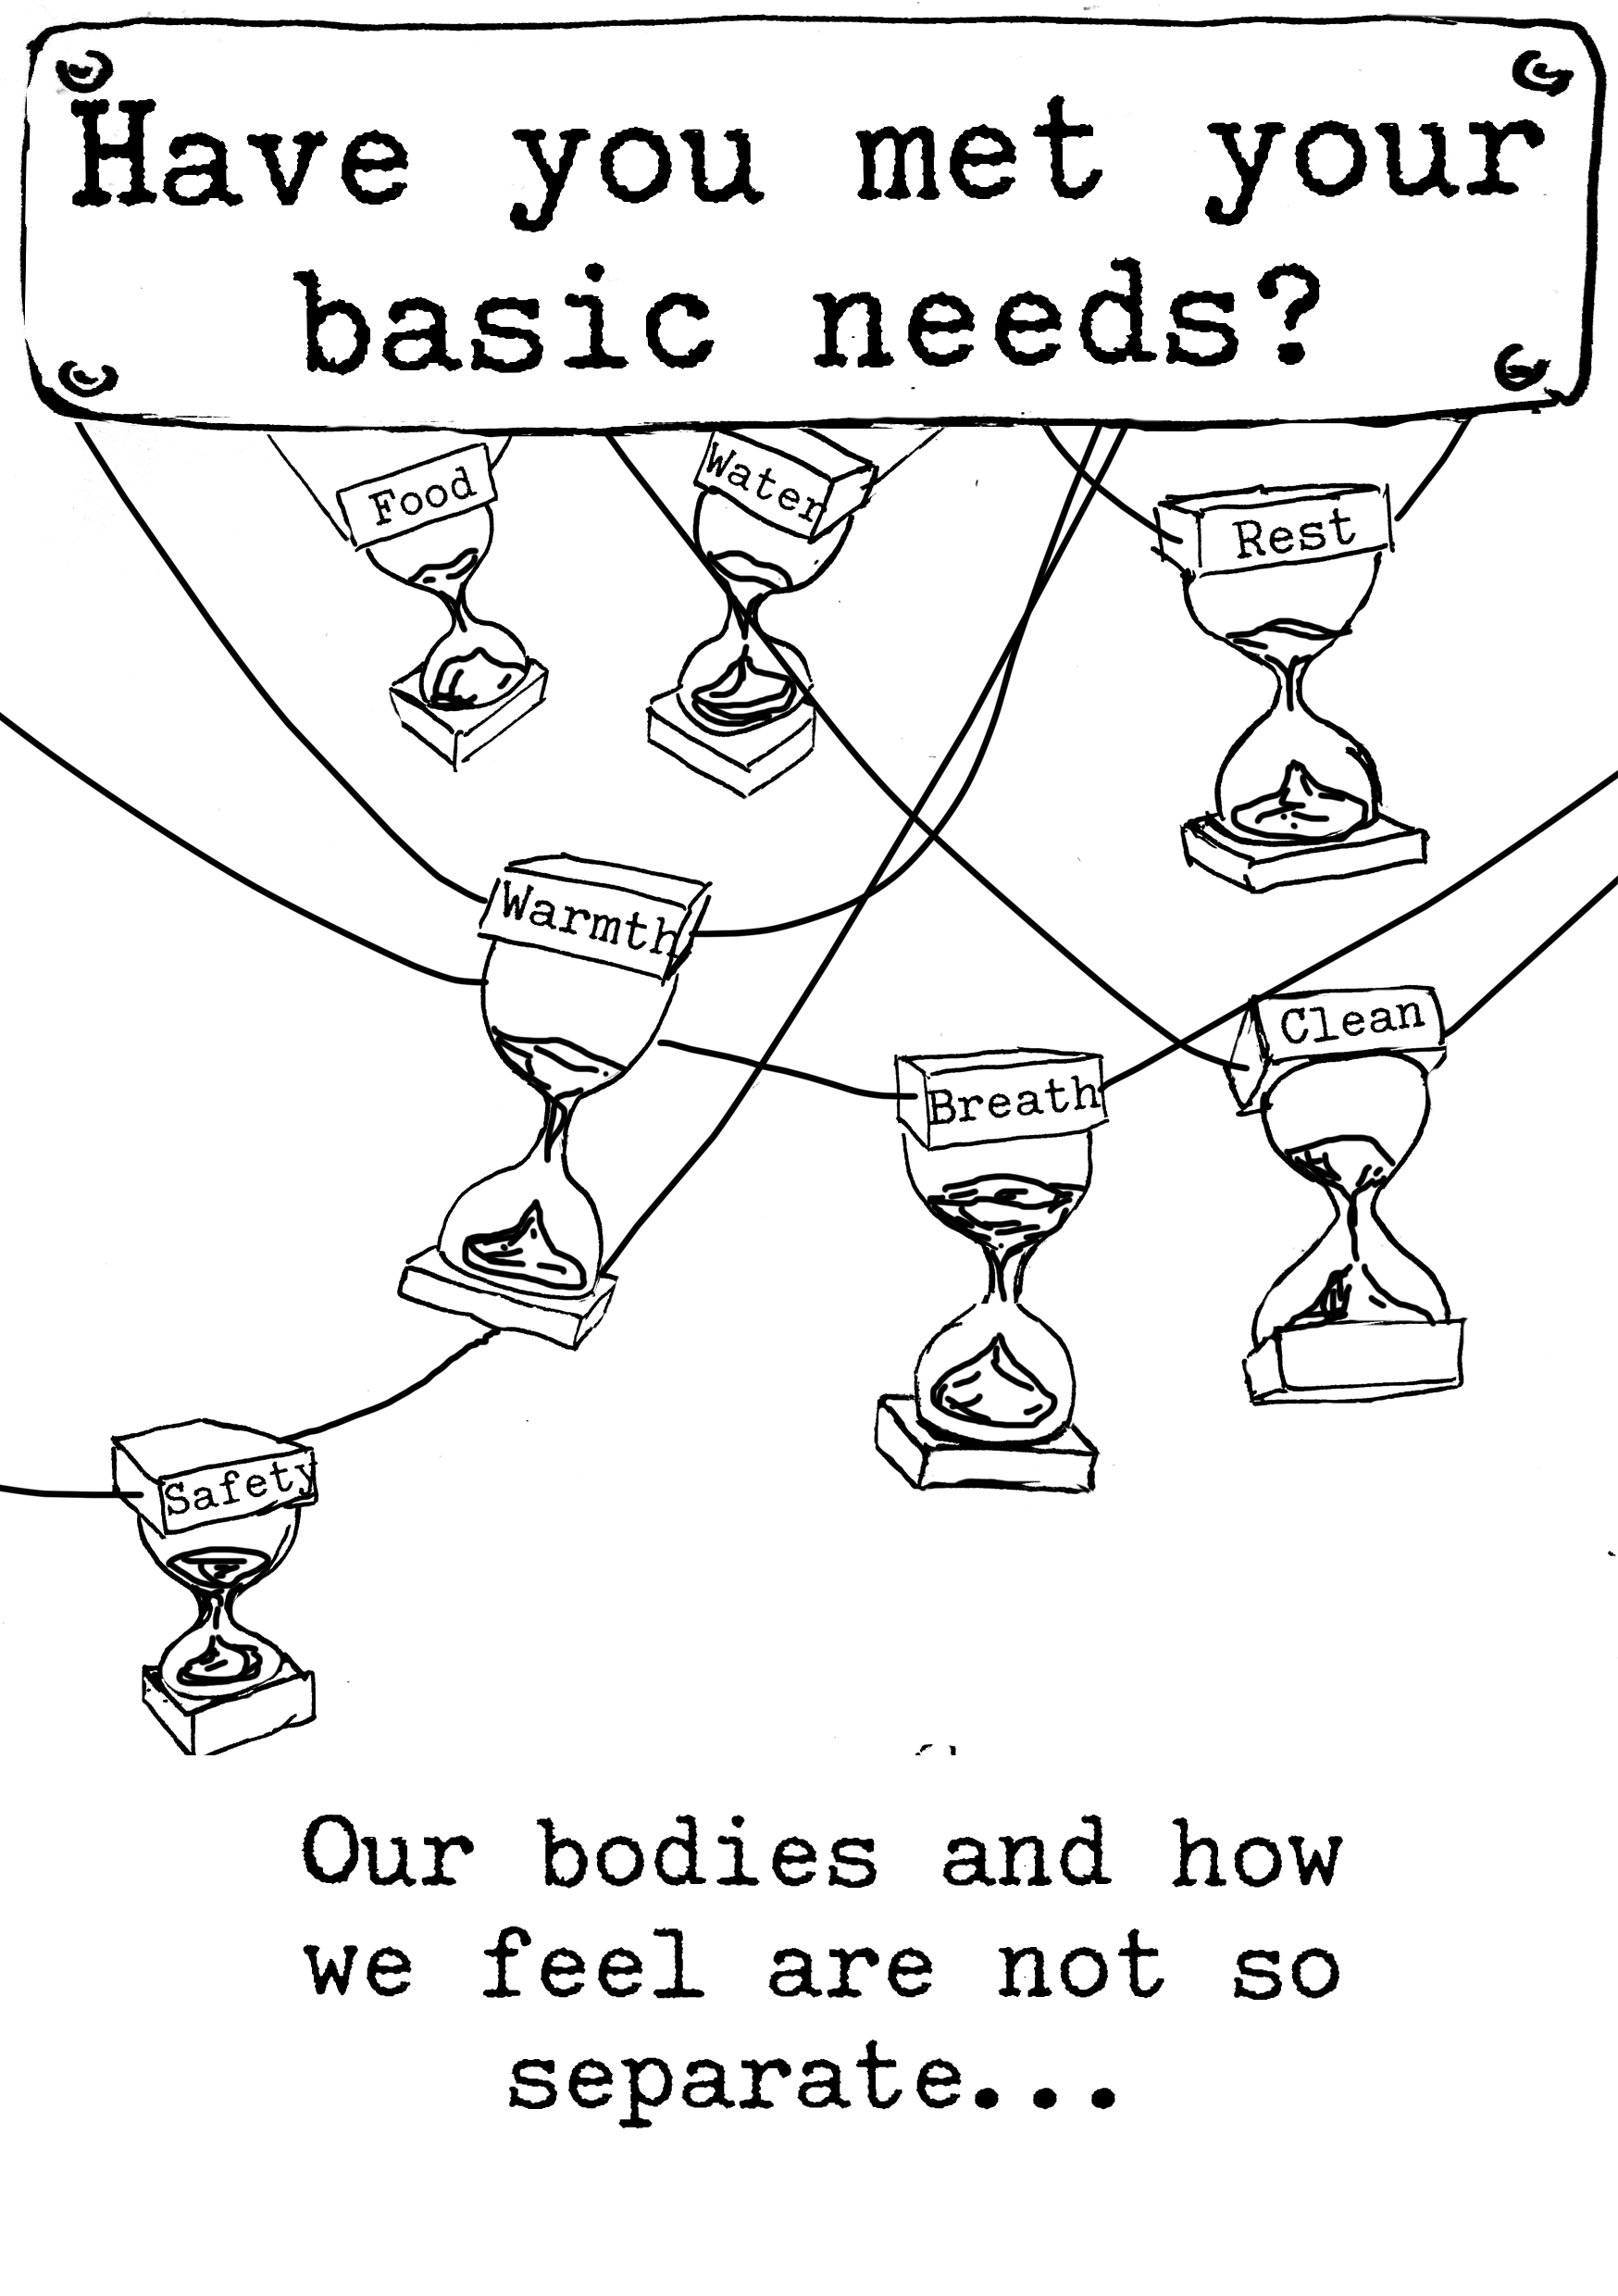 Have you met your
basic needs?
Food
Water
Rest
Warmth
Clean
Breath
Safety
Our bodies and how
we feel are not so
separate...